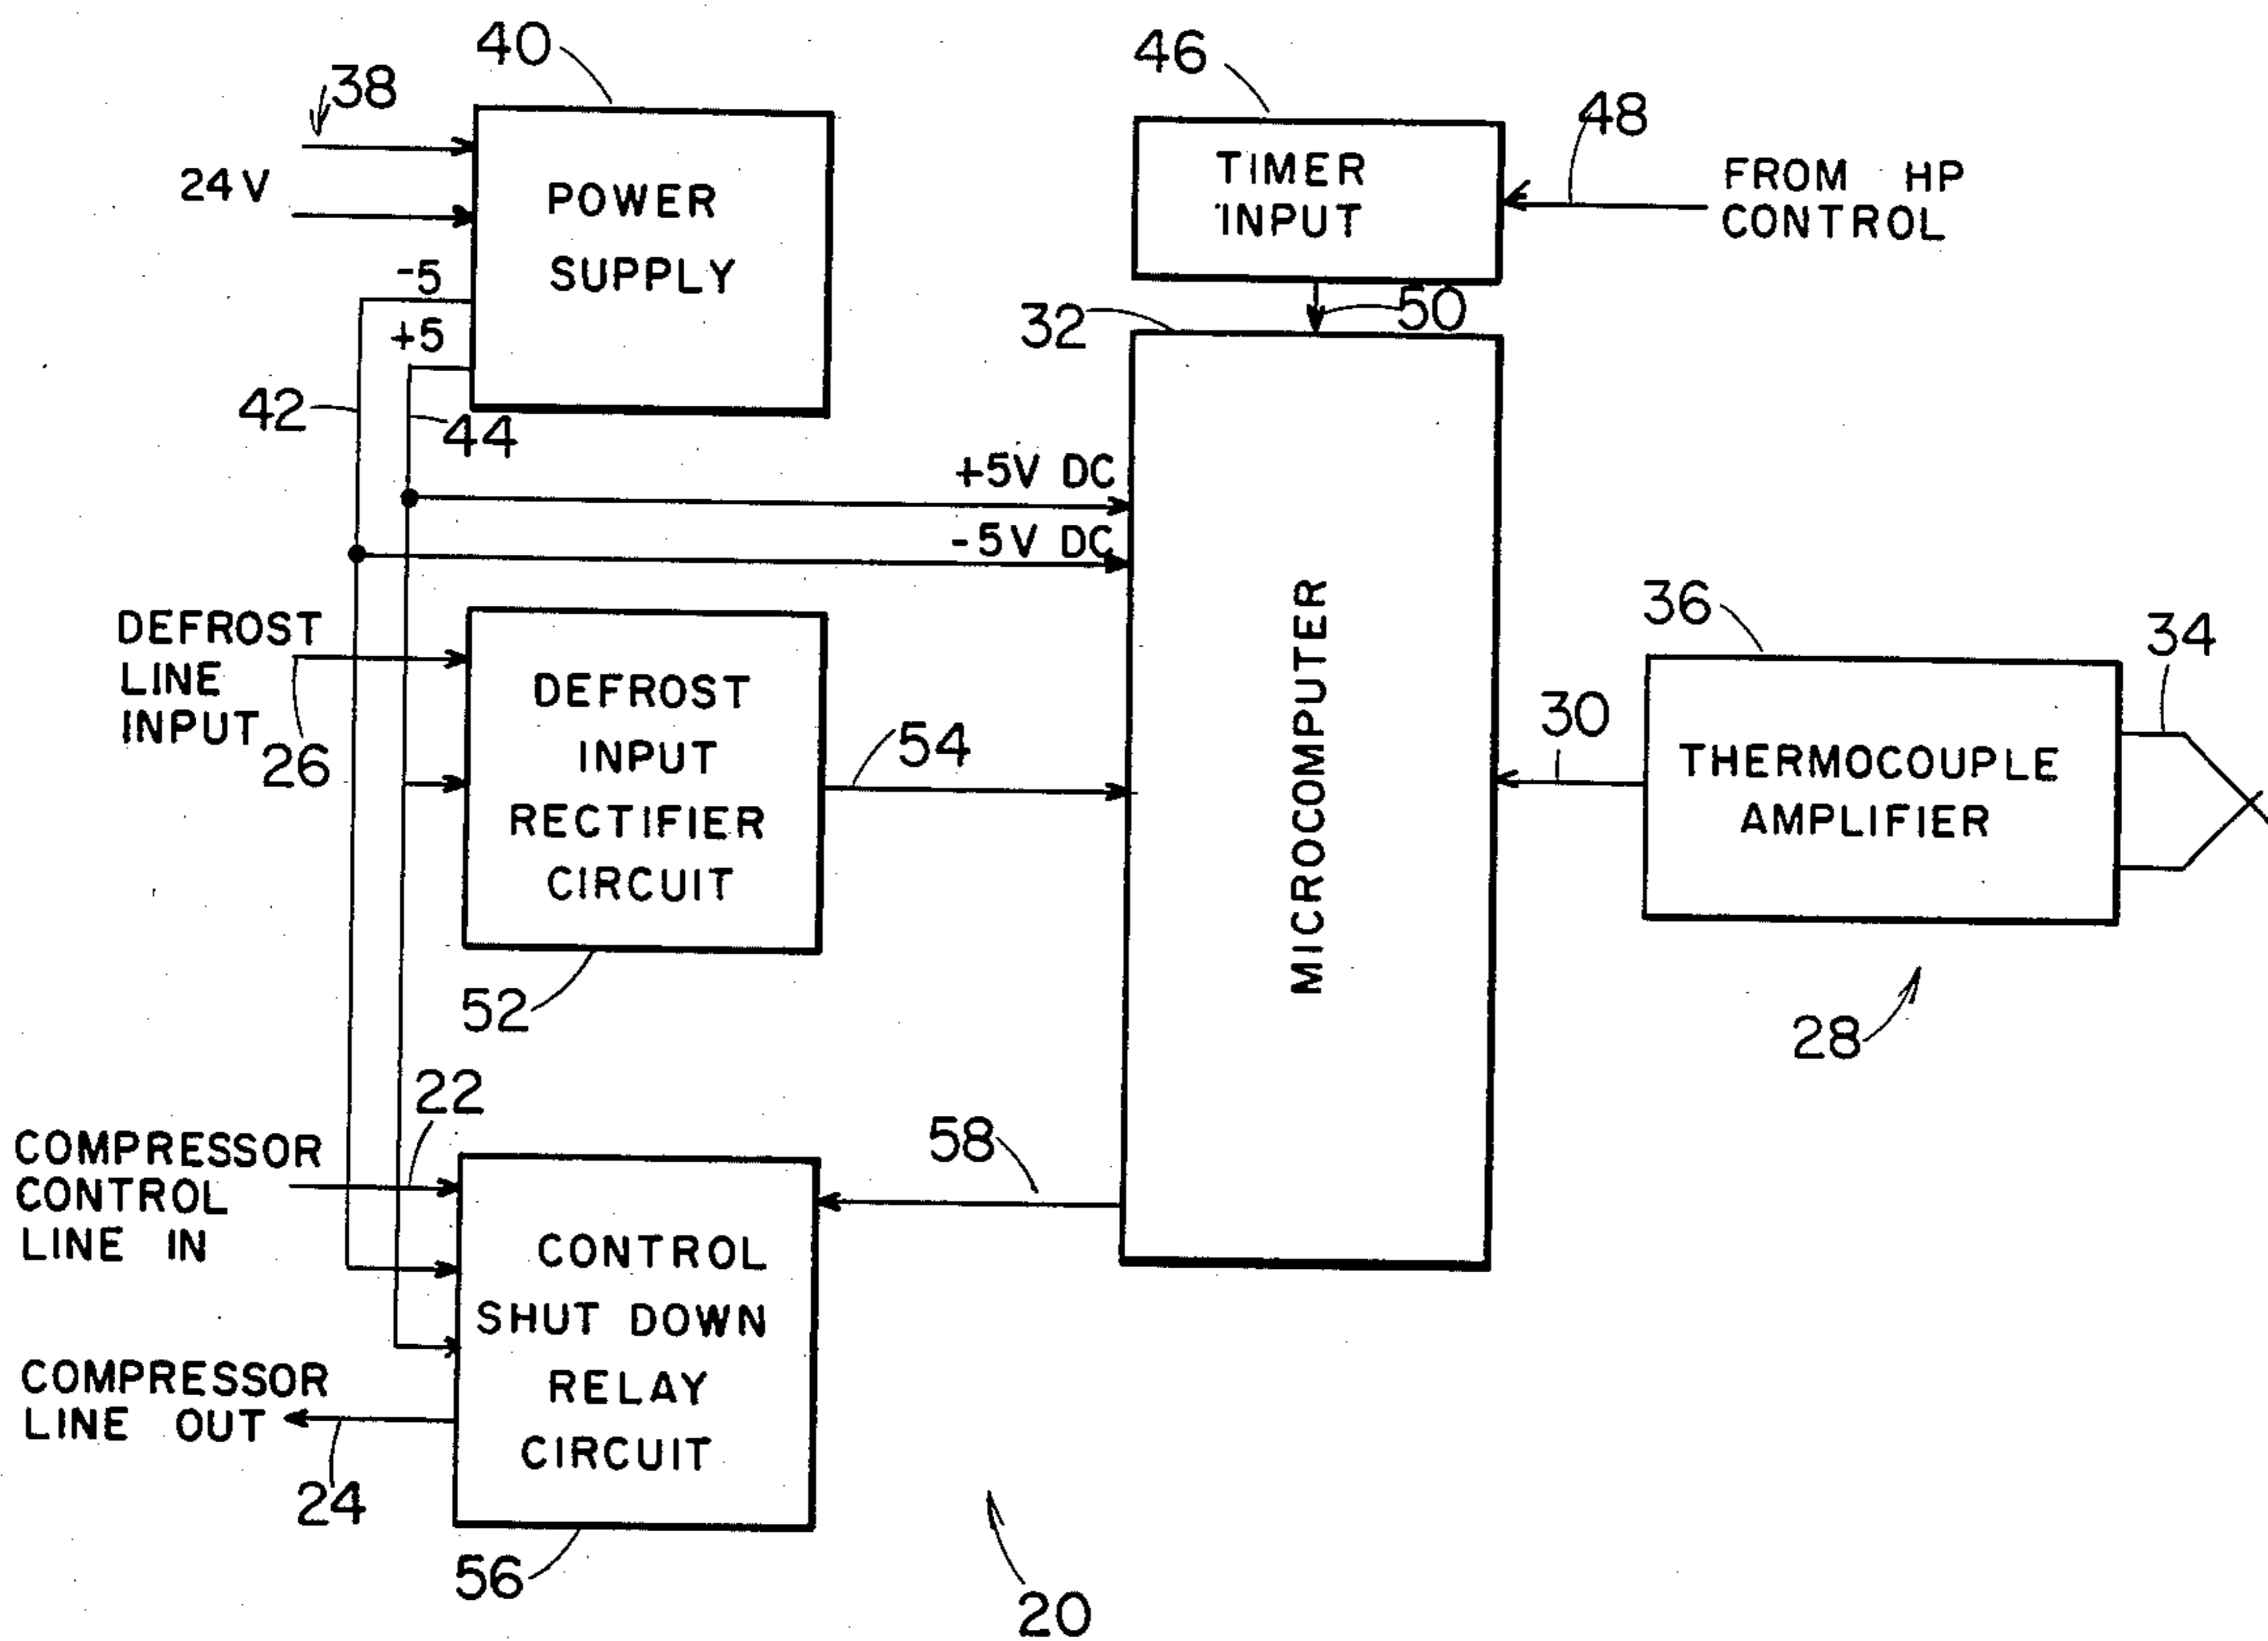 40
38
24V
POWER
SUPPLY
-5
+5
42
44
46
TIMER
INPUT
48
FROM HP
CONTROL
50
32
+5V DC
-5V DC
MICROCOMPUTER
DEFROST
LINE
INPUT
26
DEFROST
INPUT
RECTIFIER
CIRCUIT
52
54
36
34
30
THERMOCOUPLE
AMPLIFIER
28
22
COMPRESSOR
CONTROL
LINE IN
58
CONTROL
SHUT DOWN
RELAY
CIRCUIT
COMPRESSOR
LINE OUT
24
56
20